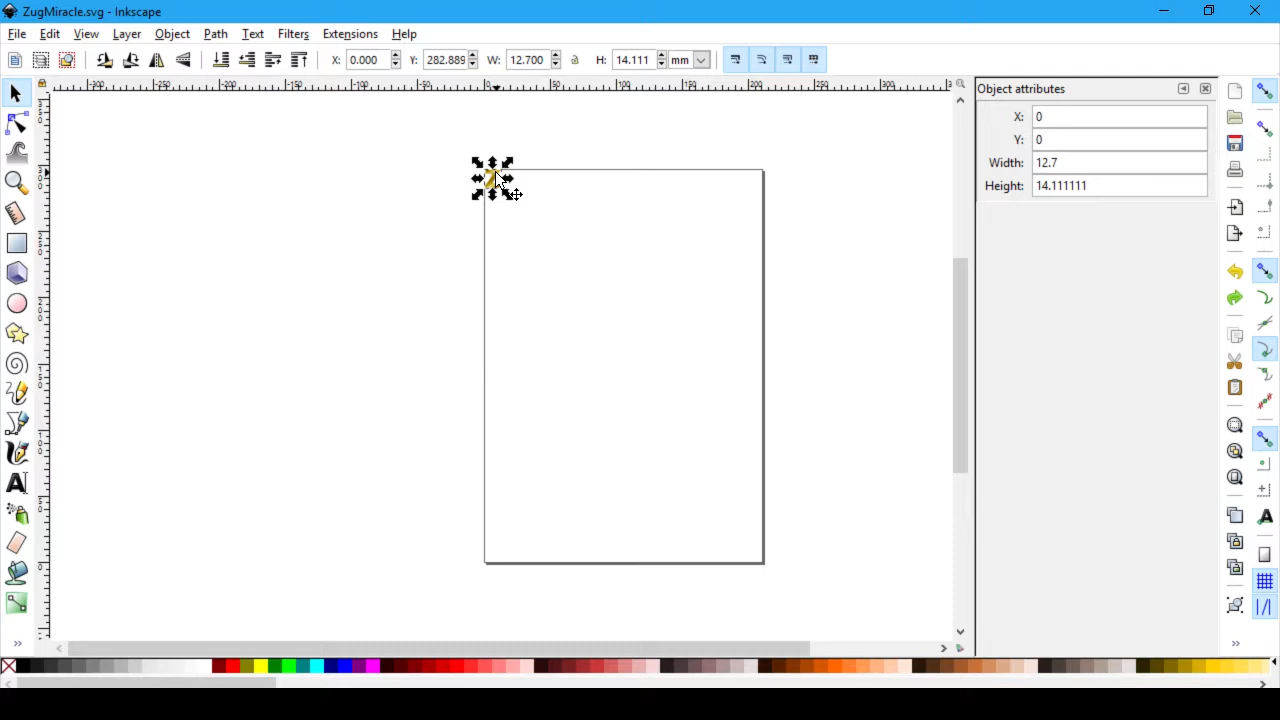 ZugMiracle.svg - Inkscape
File Edit View Layer Object Path Text Filters Extensions Help
X: 0.000 Y: 282.889 W: 12.700 H: 14.111 mm
Object attributes
X: 0
Y: 0
Width: 12.7
Height: 14.111111